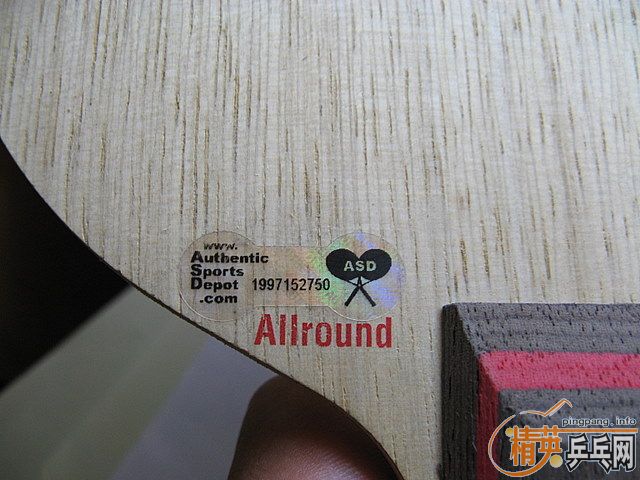 www.
Authentic
Sports
Depot
.com
1997152750
ASD
Allround
pingpang.info
精英乒乓网